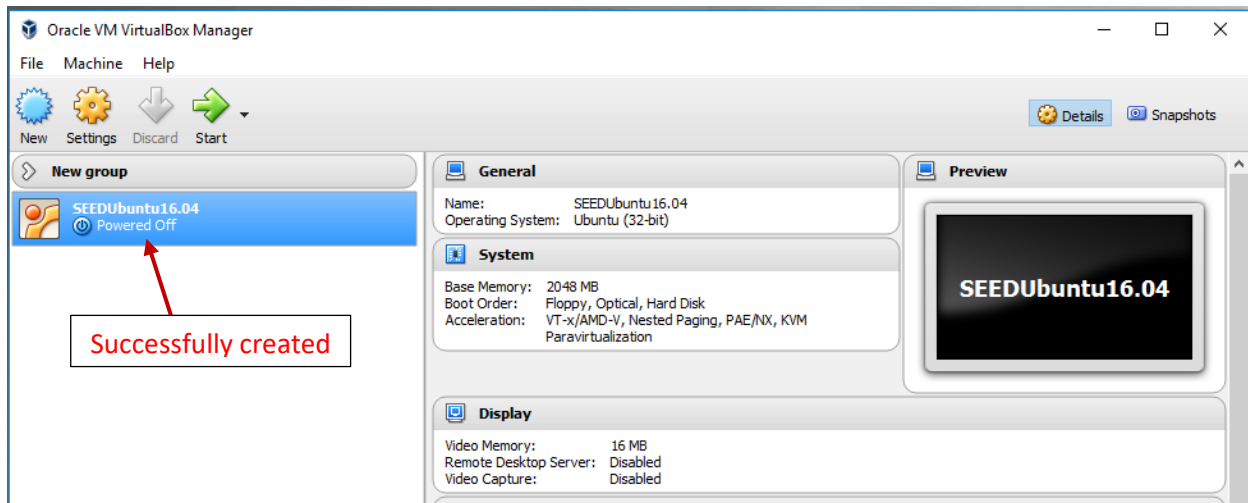 Oracle VM VirtualBox Manager
File Machine Help
New Settings Discard Start
Details Snapshots
New group
SEEDUbuntu16.04
Powered Off
Successfully created
General
Name: SEEDUbuntu16.04
Operating System: Ubuntu (32-bit)
System
Base Memory: 2048 MB
Boot Order: Floppy, Optical, Hard Disk
Acceleration: VT-x/AMD-V, Nested Paging, PAE/NX, KVM
Paravirtualization
Preview
SEEDUbuntu16.04
Display
Video Memory: 16 MB
Remote Desktop Server: Disabled
Video Capture: Disabled